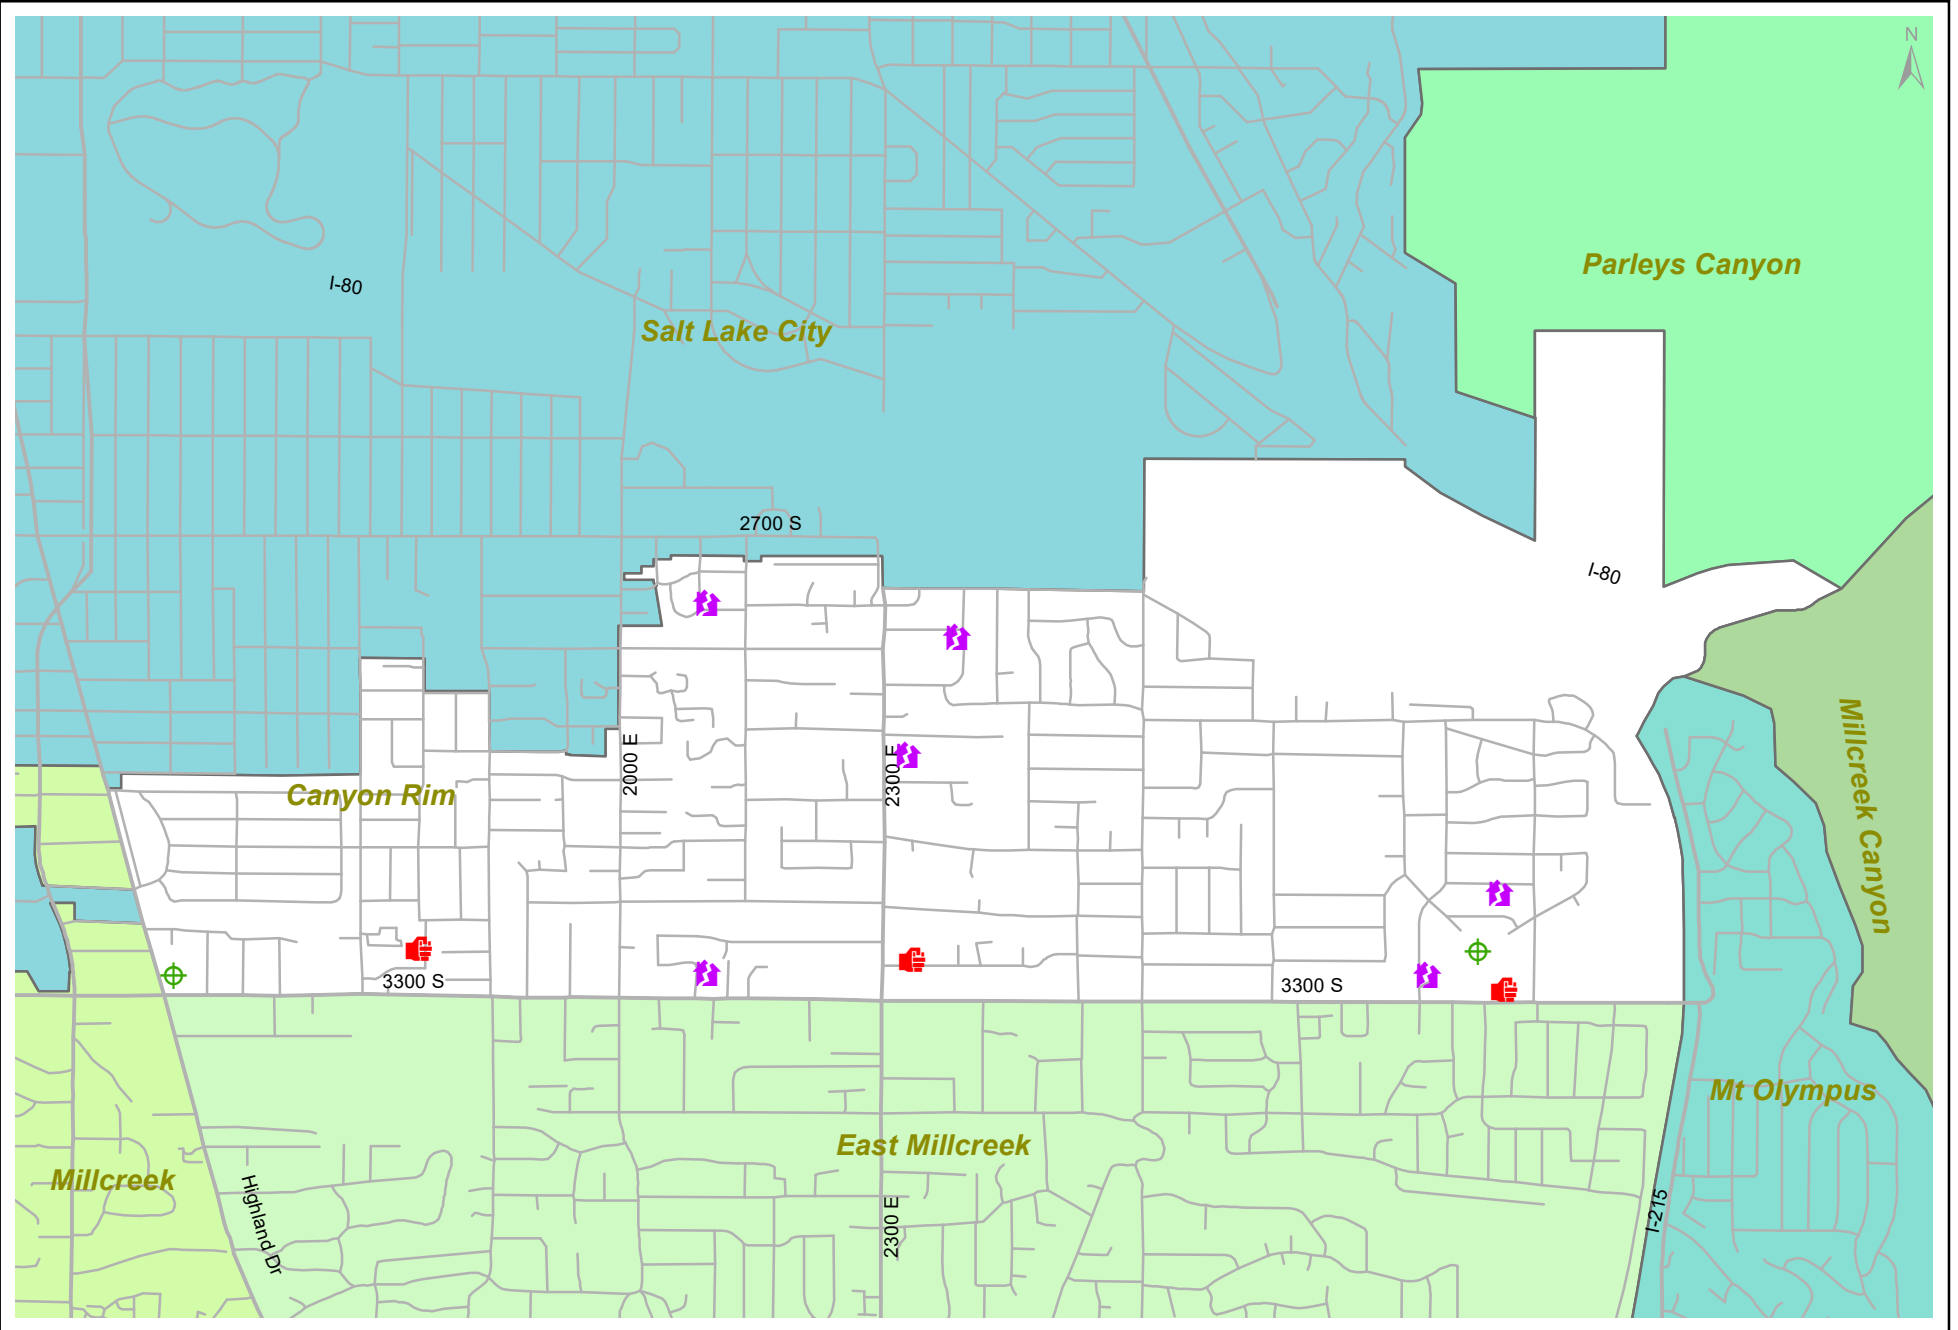 N
Parleys Canyon
I-80
Salt Lake City
2700 S
I-80
2000 E
2300 E
Canyon Rim
Millcreek Canyon
3300 S
3300 S
Mt Olympus
East Millcreek
Millcreek
Highland Dr
2300 E
I-215